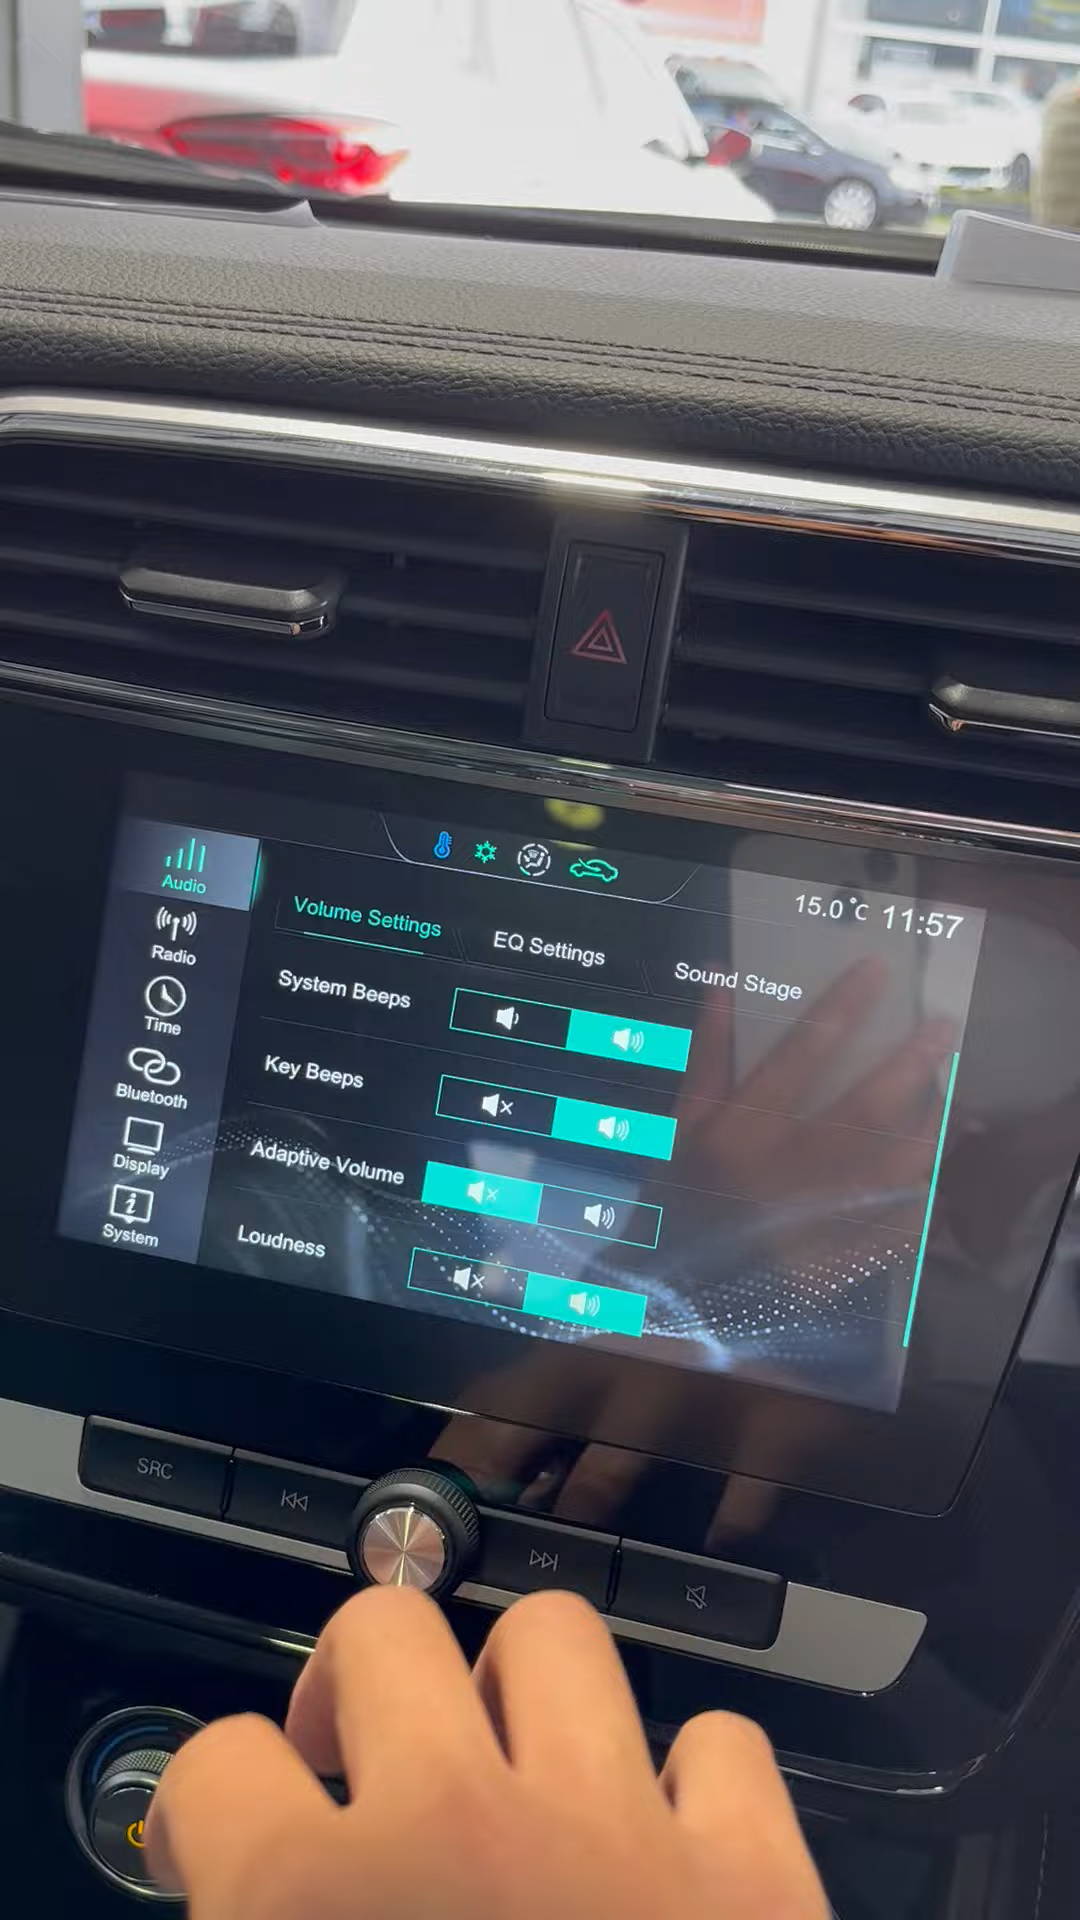 15.0°C 11:57
Audio
Radio
Time
Bluetooth
Display
System
Volume Settings
EQ Settings
Sound Stage
System Beeps
Key Beeps
Adaptive Volume
Loudness
SRC